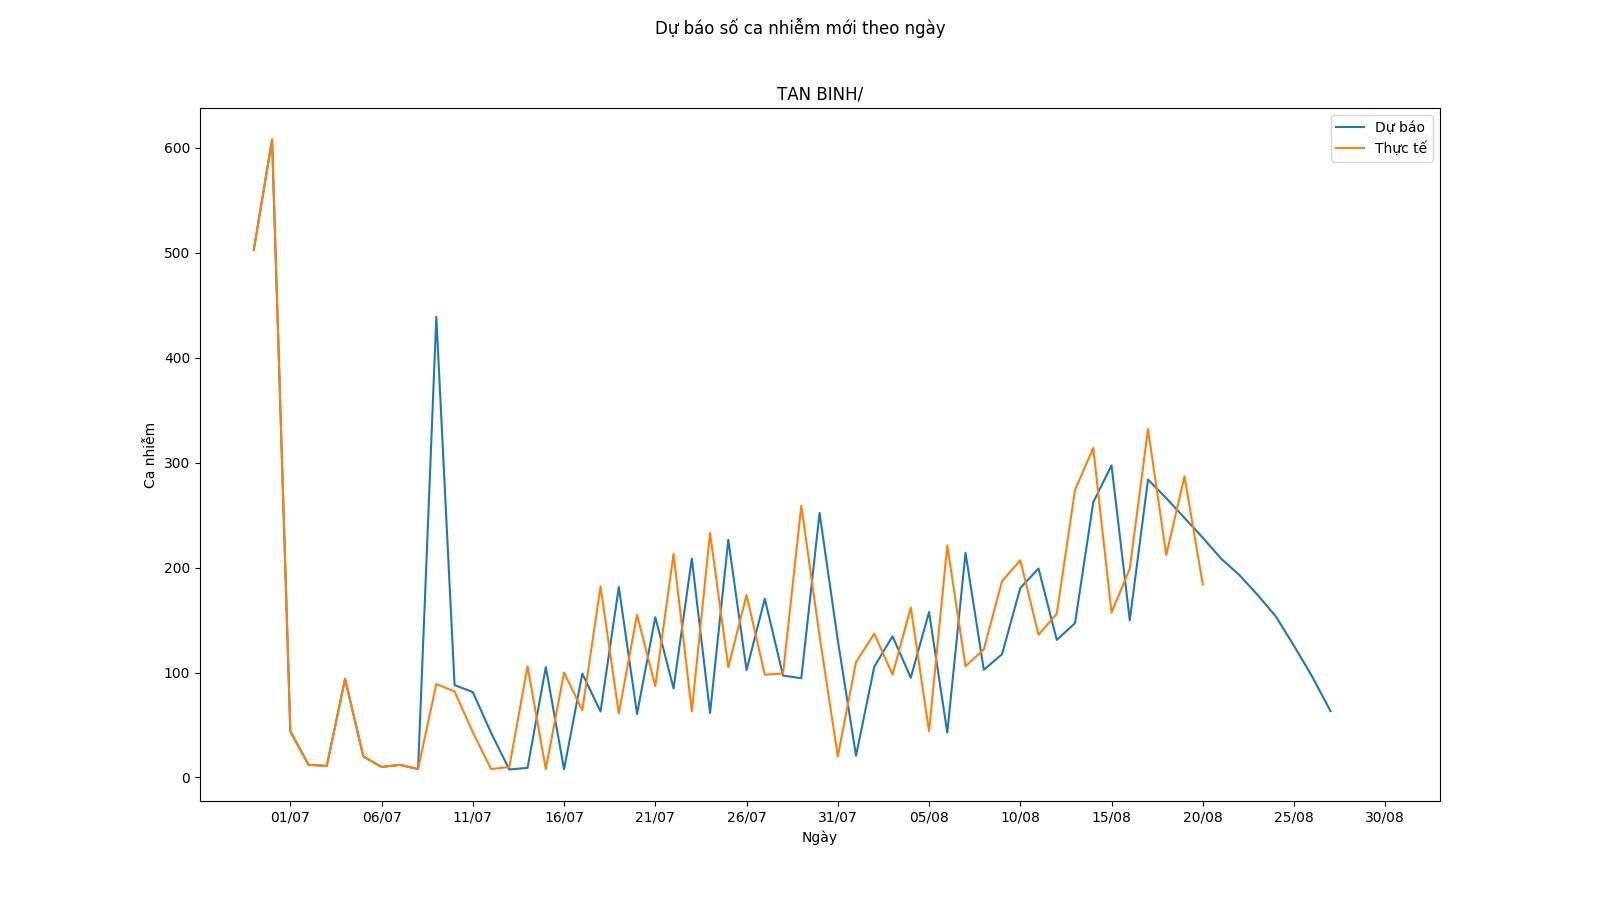 Dự báo số ca nhiễm mới theo ngày
TAN BINH/
Dự báo
Thực tế
600
500
400
300
200
100
0
Ca nhiễm
01/07 06/07 11/07 16/07 21/07 26/07 31/07 05/08 10/08 15/08 20/08 25/08 30/08
Ngày